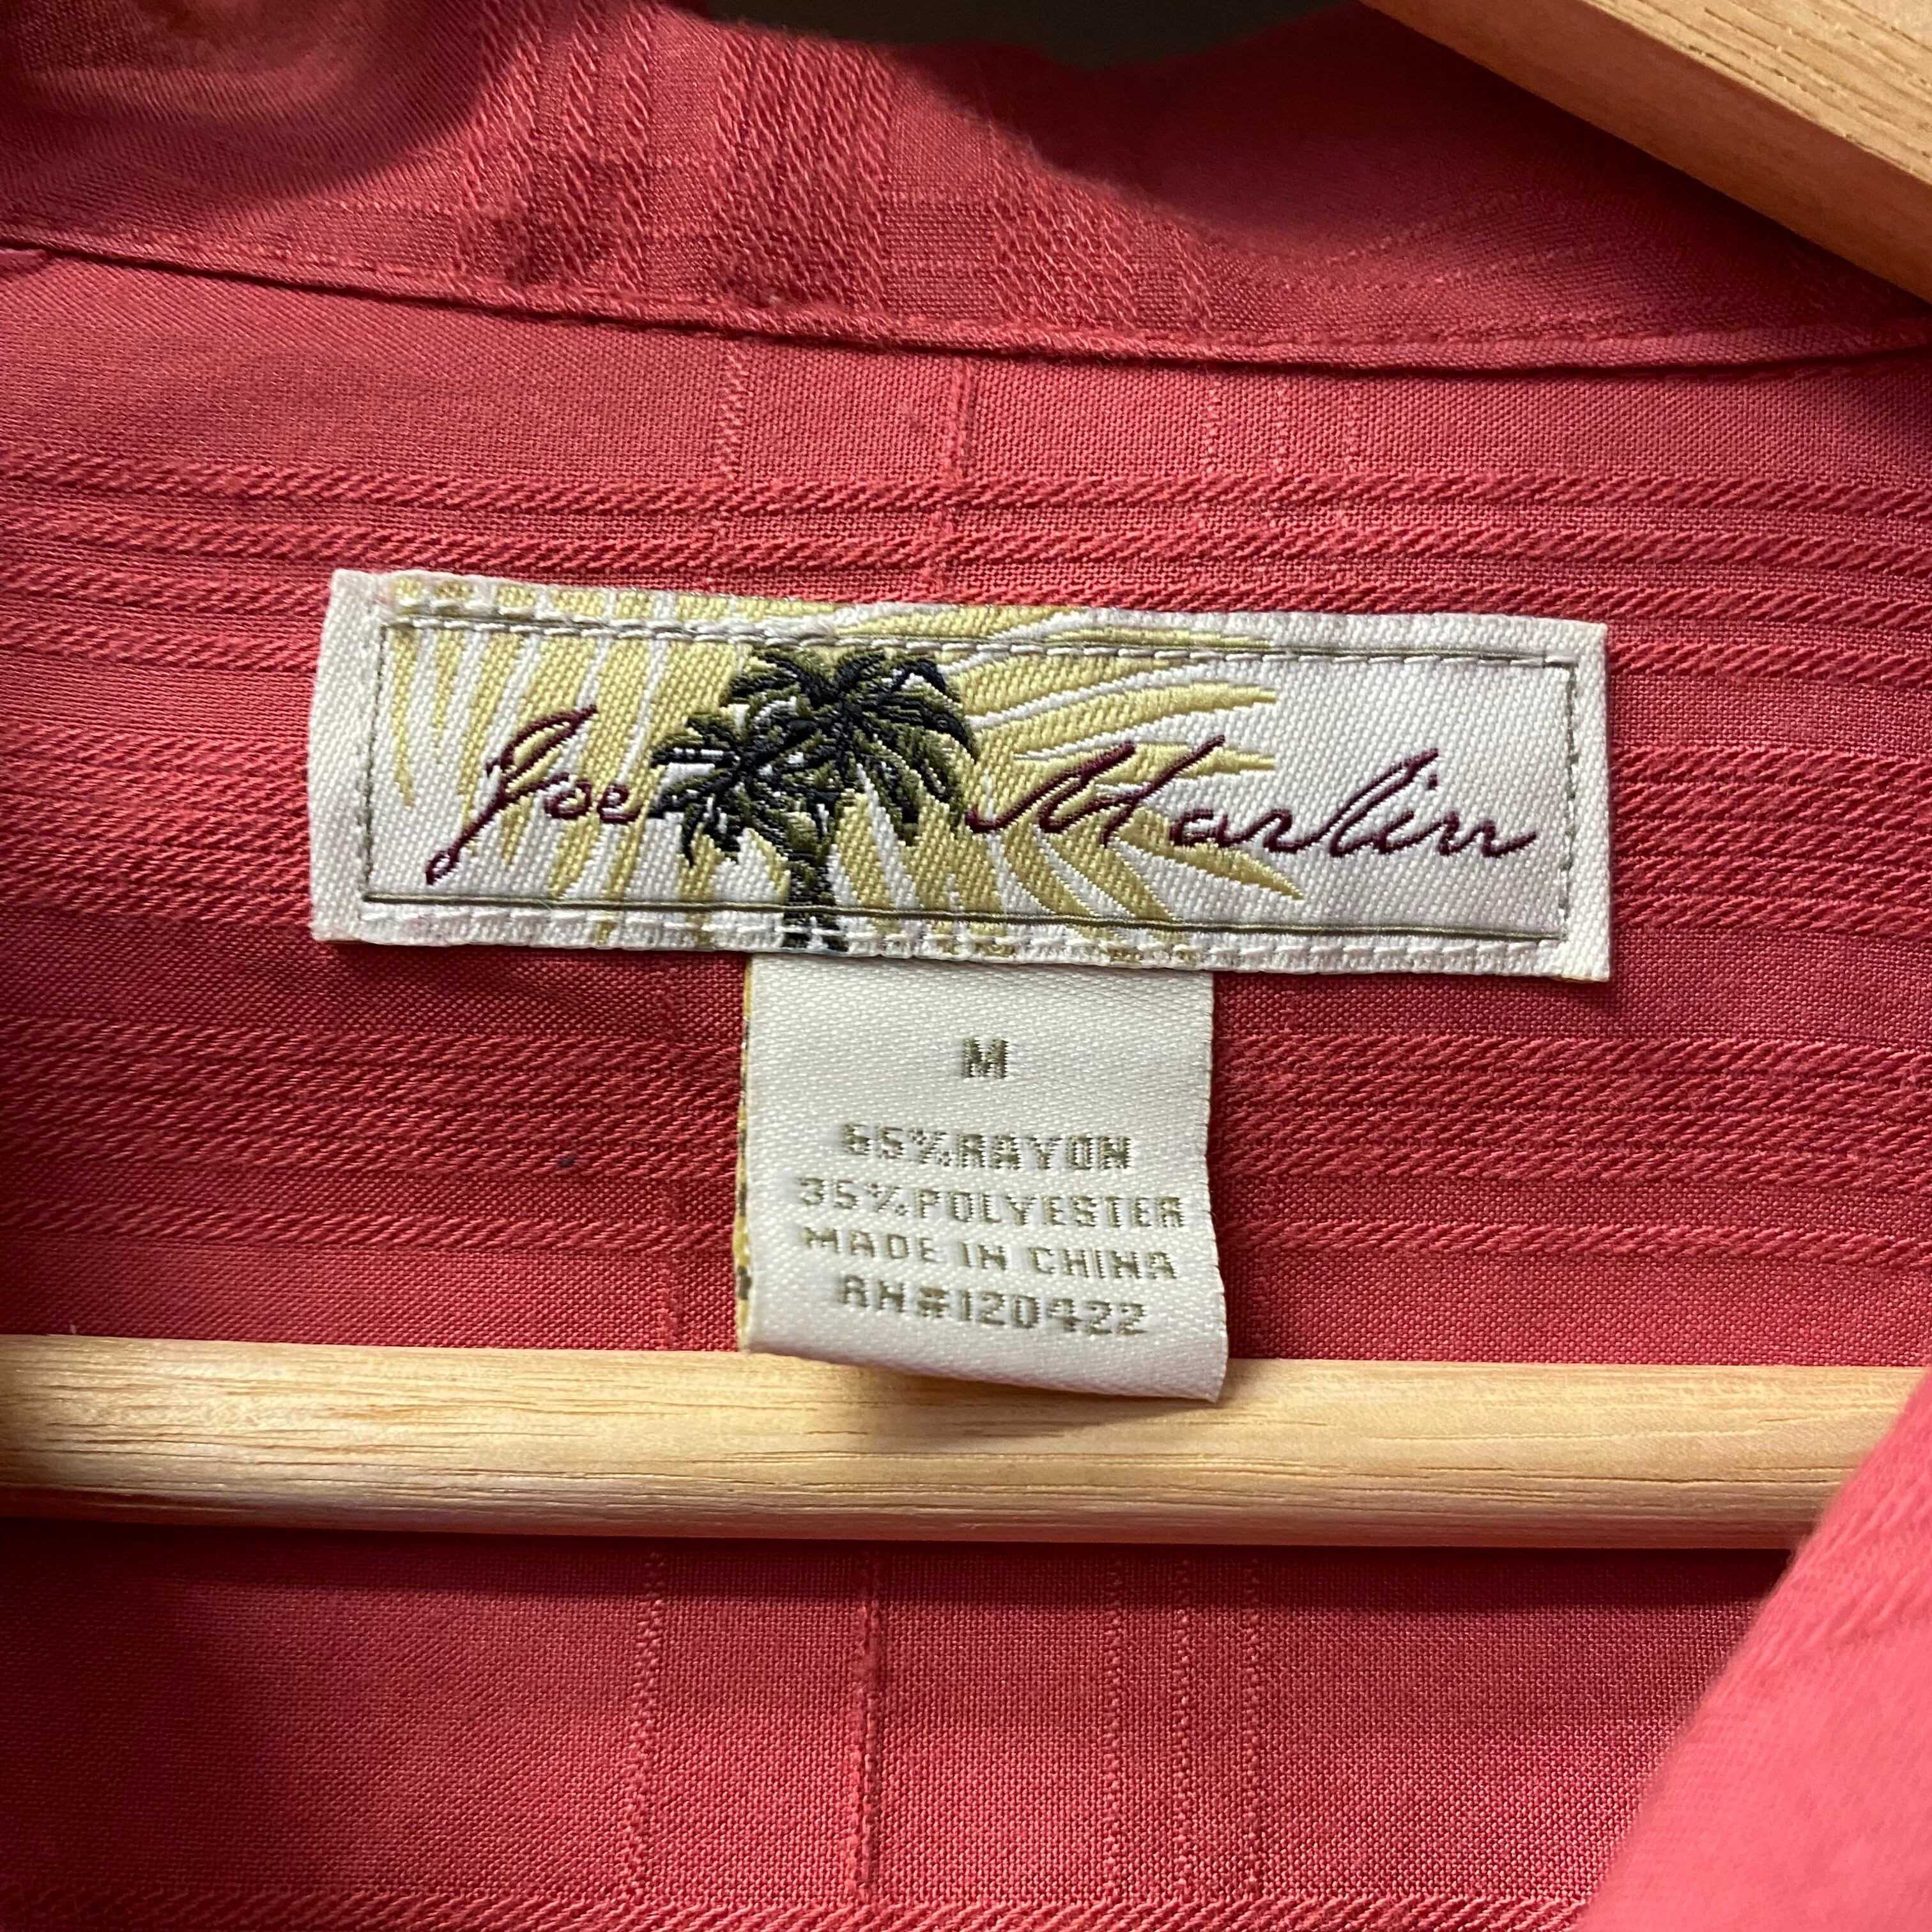 Joe Marlin
M
65%RAYON
35%POLYESTER
MADE IN CHINA
RN#120422